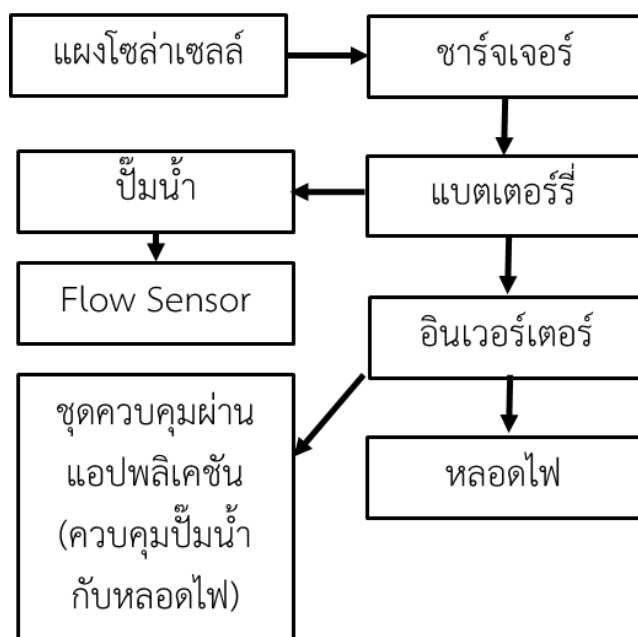 แผงโซล่าเซลล์
ชาร์จเจอร์
ปั๊มน้ำ
แบตเตอร์รี่
Flow Sensor
อินเวอร์เตอร์
ชุดควบคุมผ่าน
แอปพลิเคชัน
(ควบคุมปั๊มน้ำ
กับหลอดไฟ)
หลอดไฟ